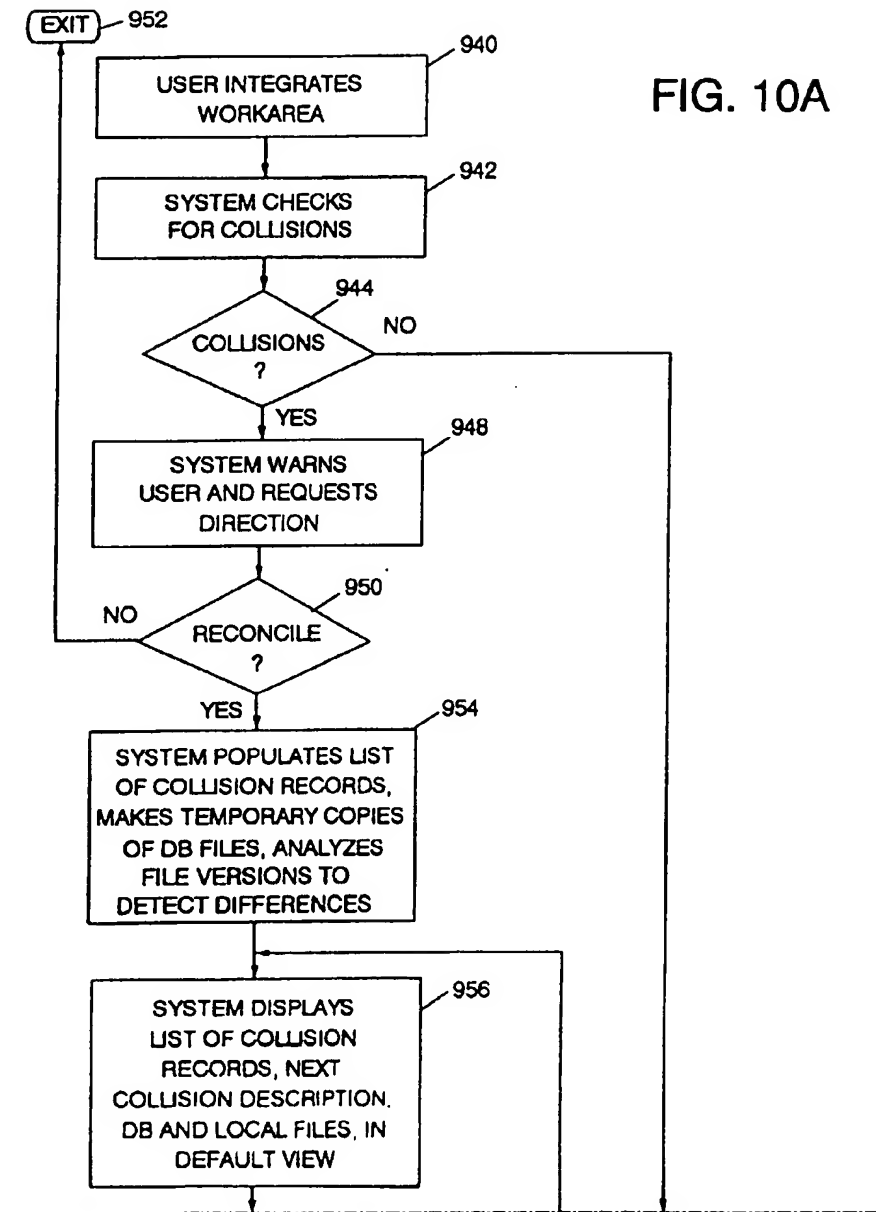 EXIT 952
940
USER INTEGRATES
WORKAREA
FIG. 10A
942
SYSTEM CHECKS
FOR COLLISIONS
944
COLLISIONS
?
NO
YES
948
SYSTEM WARNS
USER AND REQUESTS
DIRECTION
950
RECONCILE
?
NO
YES
954
SYSTEM POPULATES LIST
OF COLLISION RECORDS,
MAKES TEMPORARY COPIES
OF DB FILES, ANALYZES
FILE VERSIONS TO
DETECT DIFFERENCES
956
SYSTEM DISPLAYS
LIST OF COLLISION
RECORDS, NEXT
COLLISION DESCRIPTION,
DB AND LOCAL FILES, IN
DEFAULT VIEW